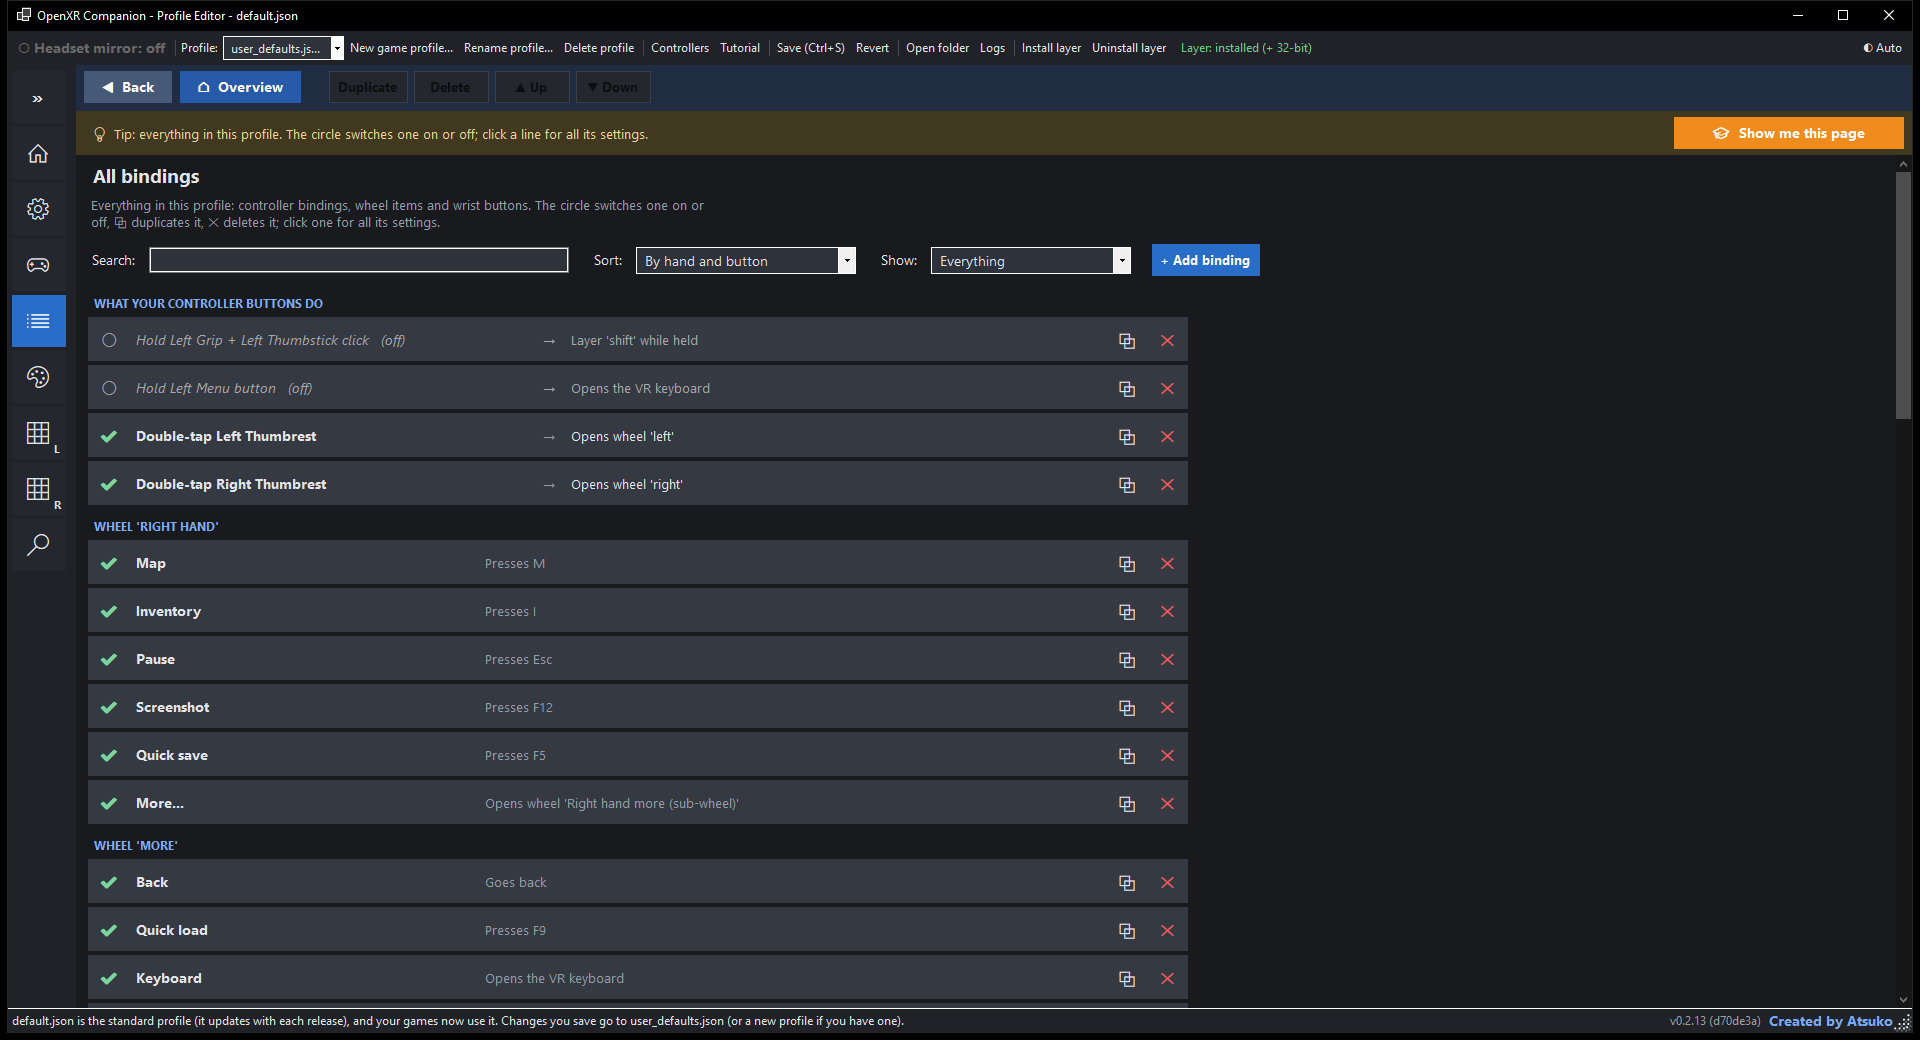 OpenXR Companion - Profile Editor - default.json
Headset mirror: off Profile: user_defaults.js... New game profile... Rename profile... Delete profile Controllers Tutorial Save (Ctrl+S) Revert Open folder Logs Install layer Uninstall layer Layer: installed (+ 32-bit) Auto
Back Overview Duplicate Delete Up Down
Tip: everything in this profile. The circle switches one on or off; click a line for all its settings. Show me this page
All bindings
Everything in this profile: controller bindings, wheel items and wrist buttons. The circle switches one on or
off, duplicates it, deletes it; click one for all its settings.
Search: Sort: By hand and button Show: Everything + Add binding
WHAT YOUR CONTROLLER BUTTONS DO
Hold Left Grip + Left Thumbstick click (off) → Layer 'shift' while held
Hold Left Menu button (off) → Opens the VR keyboard
Double-tap Left Thumbrest → Opens wheel 'left'
Double-tap Right Thumbrest → Opens wheel 'right'
WHEEL 'RIGHT HAND'
Map Presses M
Inventory Presses I
Pause Presses Esc
Screenshot Presses F12
Quick save Presses F5
More... Opens wheel 'Right hand more (sub-wheel)'
WHEEL 'MORE'
Back Goes back
Quick load Presses F9
Keyboard Opens the VR keyboard
L
R
default.json is the standard profile (it updates with each release), and your games now use it. Changes you save go to user_defaults.json (or a new profile if you have one). v0.2.13 (d70de3a) Created by Atsuko